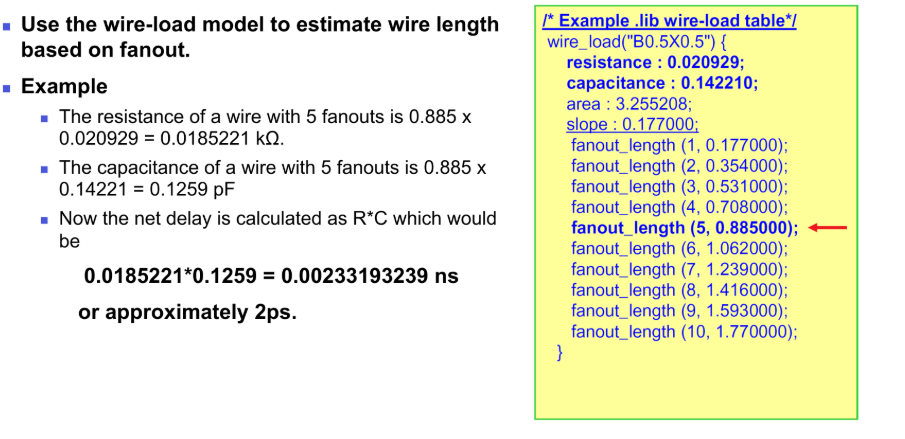 Use the wire-load model to estimate wire length
based on fanout.
Example
The resistance of a wire with 5 fanouts is 0.885 x
0.020929 = 0.0185221 kΩ.
The capacitance of a wire with 5 fanouts is 0.885 x
0.14221 = 0.1259 pF
Now the net delay is calculated as R*C which would
be
0.0185221*0.1259 = 0.00233193239 ns
or approximately 2ps.
/* Example .lib wire-load table*/
wire_load("B0.5X0.5") {
resistance : 0.020929;
capacitance : 0.142210;
area : 3.255208;
slope : 0.177000;
fanout_length (1, 0.177000);
fanout_length (2, 0.354000);
fanout_length (3, 0.531000);
fanout_length (4, 0.708000);
fanout_length (5, 0.885000);
fanout_length (6, 1.062000);
fanout_length (7, 1.239000);
fanout_length (8, 1.416000);
fanout_length (9, 1.593000);
fanout_length (10, 1.770000);
}